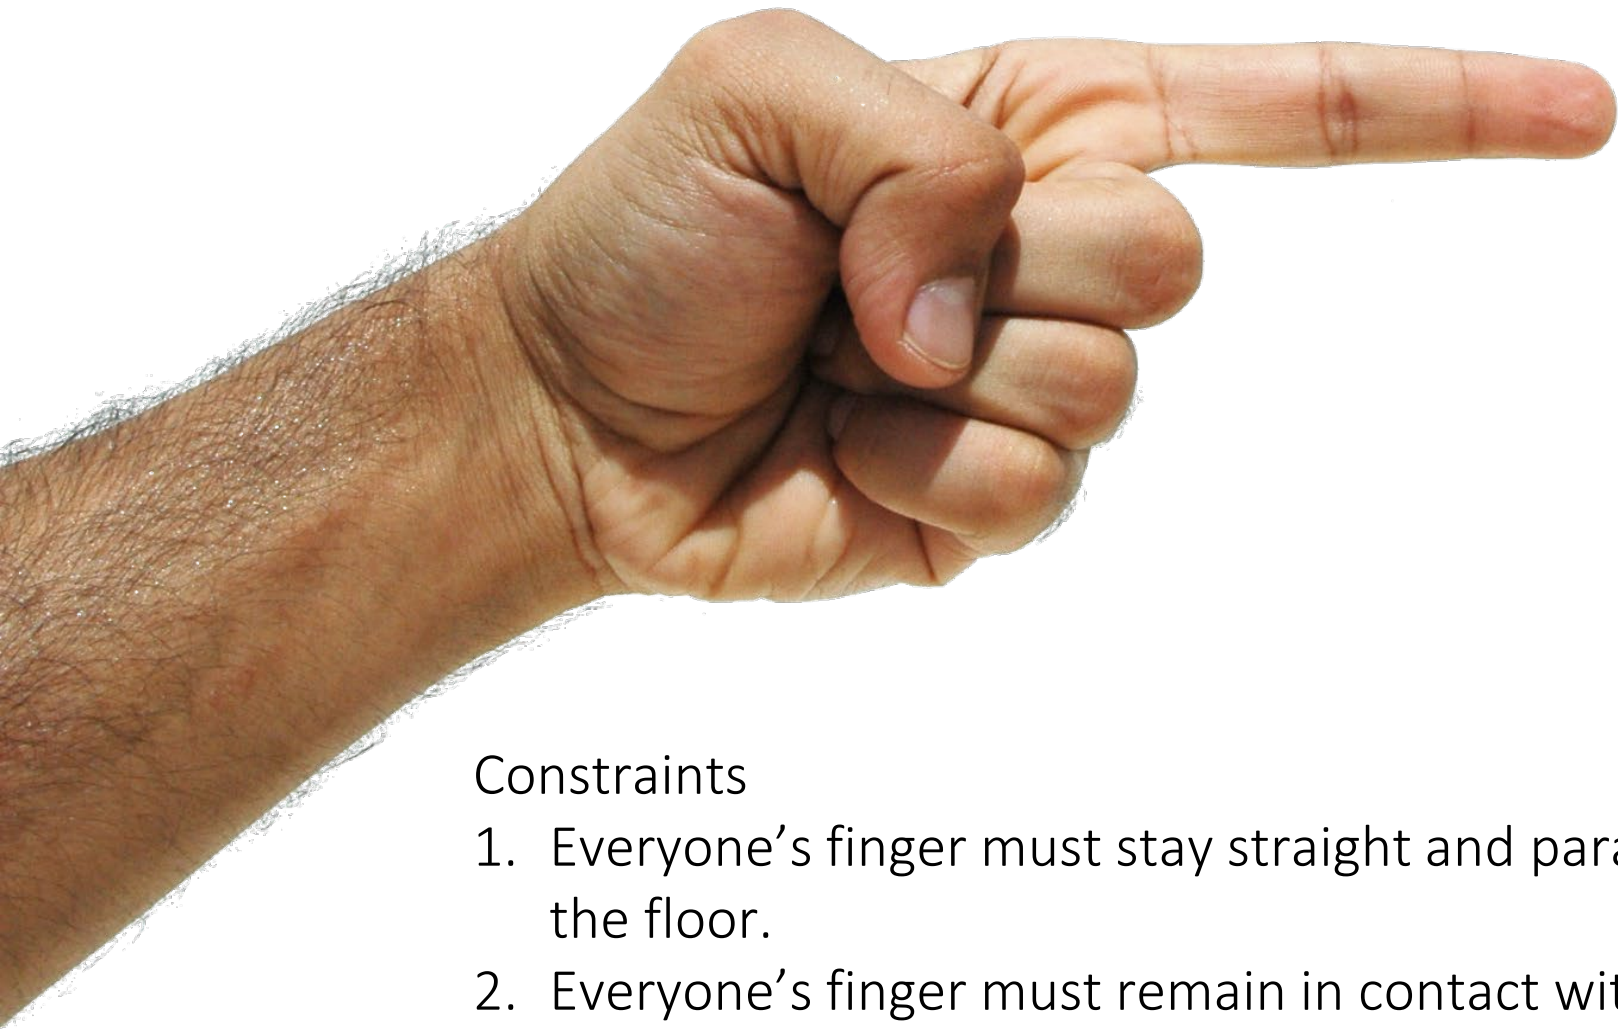 Constraints
1. Everyone’s finger must stay straight and
the floor.
2. Everyone’s finger must remain in contact